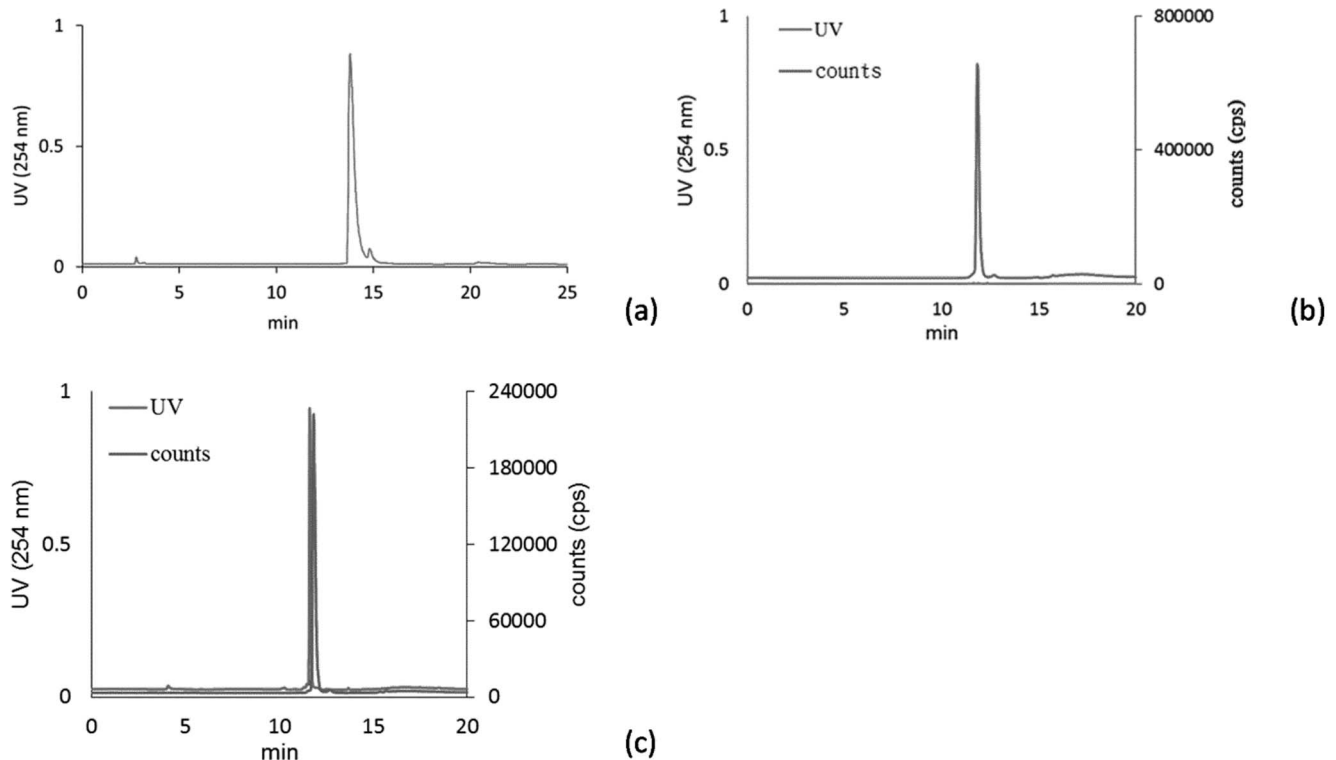 1
0.5
0
UV (254 nm)
0 5 10 15 20 25
min
(a)
1
0.5
0
UV (254 nm
UV
counts
800000
400000
0
counts (cps)
0 5 10 15 20
min
(b)
1
0.5
0
UV (254 nm
UV
counts
240000
180000
120000
60000
0
counts (cps)
0 5 10 15 20
min
(c)